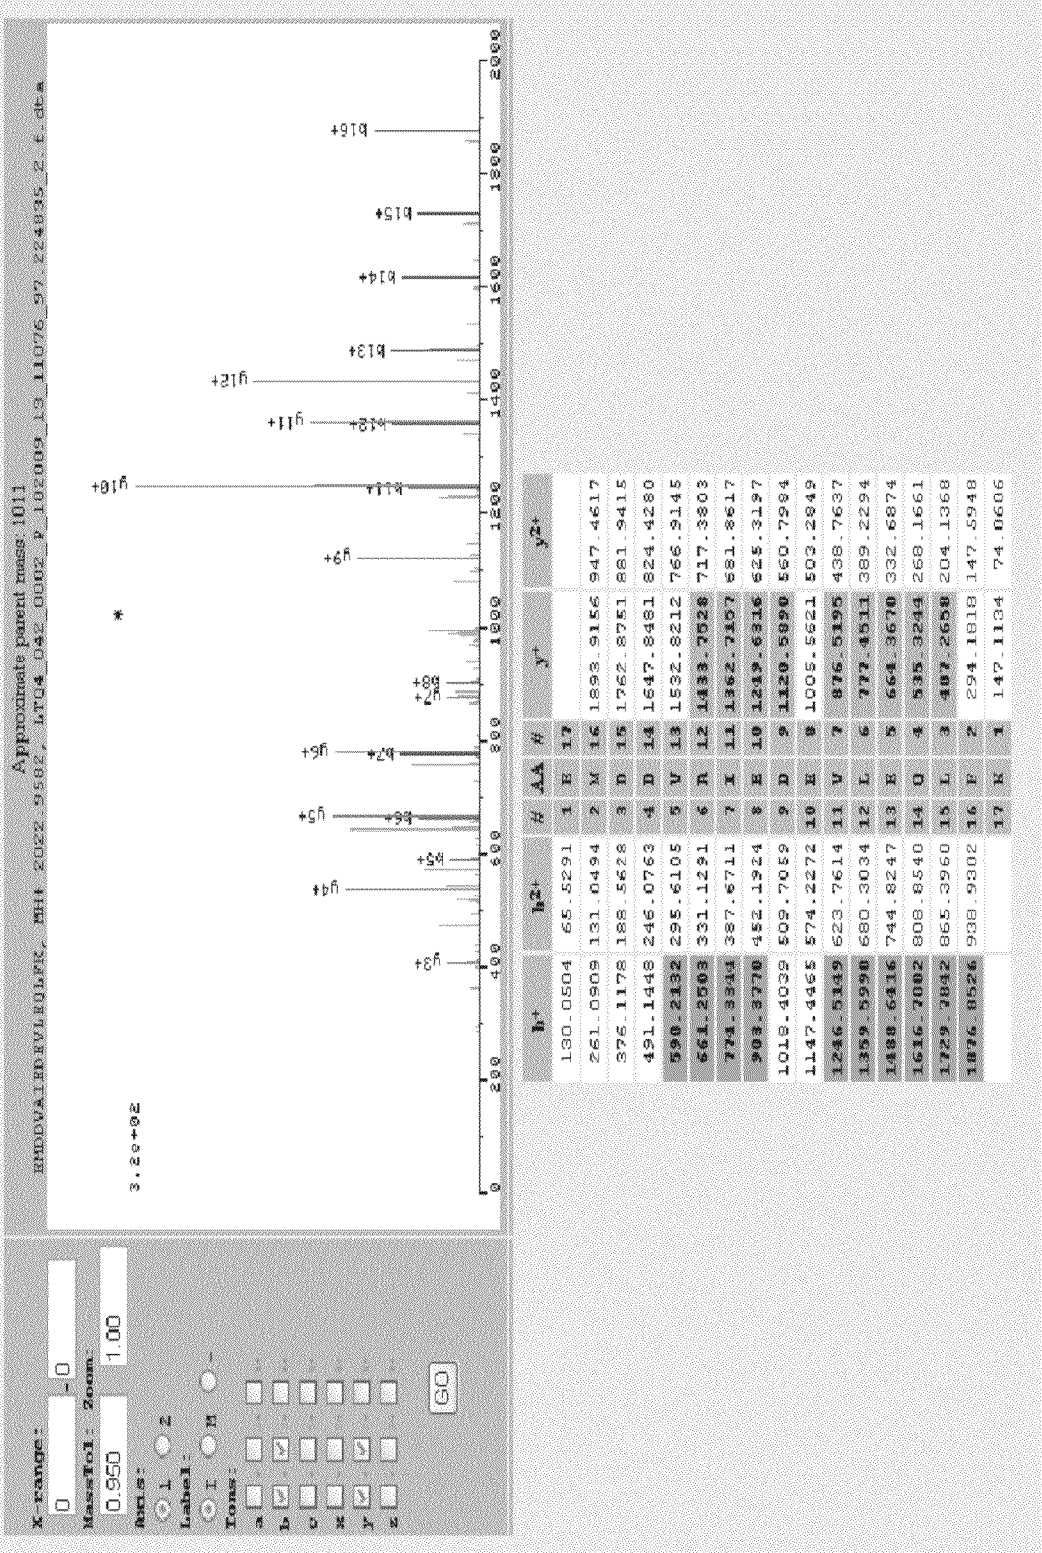 X-range:
0 - 0
MassTol: Zoom:
0.950 1.00
Axis:
1 2
Label:
I M -
Ions:
a
b
c
x
y
z
GO
Approximate parent mass: 1011
EMDDVAIEDEVLEQLFK, MH+ 2022.9582,
3.2e+02
*
y3+ y4+ b5+ y5+ b6+ y6+ b7+ y7+ b8+ y9+ y10+ b11+ y11+ b12+ y12+ b13+ b14+ b15+ b16+
0 200 400 600 800 1000 1200 1400 1600 1800 2000
b+ b2+ # AA # y+ y2+
130.0504 65.5291 1 E 17
261.0909 131.0494 2 M 16 1893.9156 947.4617
376.1178 188.5628 3 D 15 1762.8751 881.9415
491.1448 246.0763 4 D 14 1647.8481 824.4280
590.2132 295.6105 5 V 13 1532.8212 766.9145
661.2503 331.1291 6 A 12 1433.7528 717.3803
774.3344 387.6711 7 I 11 1362.7157 681.8617
903.3770 452.1924 8 E 10 1249.6316 625.3197
1018.4039 509.7059 9 D 9 1120.5890 560.7984
1147.4465 574.2272 10 E 8 1005.5621 503.2849
1246.5149 623.7614 11 V 7 876.5195 438.7637
1359.5990 680.3034 12 L 6 777.4511 389.2294
1488.6416 744.8247 13 E 5 664.3670 332.6874
1616.7002 808.8540 14 Q 4 535.3244 268.1661
1729.7842 865.3960 15 L 3 407.2658 204.1368
1876.8526 938.9302 16 F 2 294.1818 147.5948
17 K 1 147.1134 74.0606